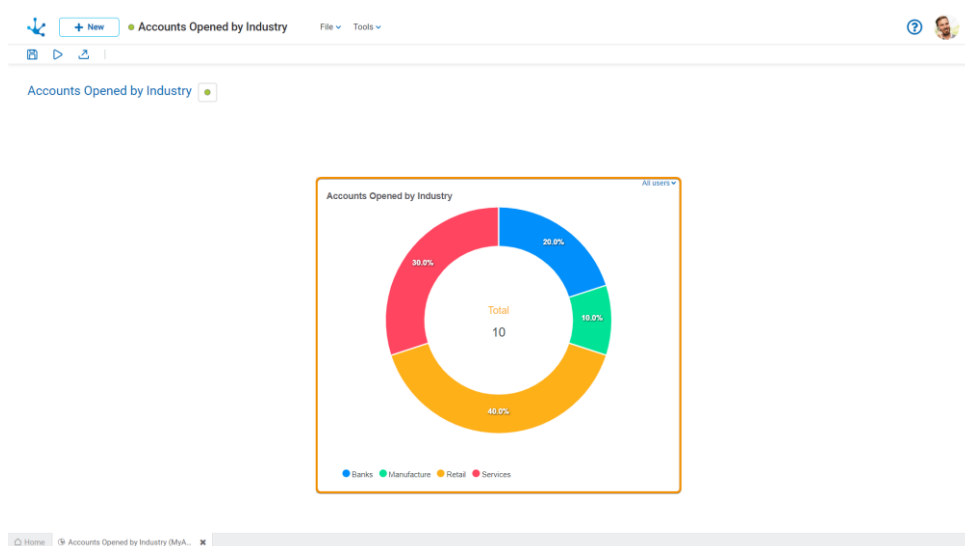 + New
Accounts Opened by Industry
File
Tools
?
Accounts Opened by Industry
All users
Accounts Opened by Industry
20.0%
30.0%
Total
10.0%
10
40.0%
Banks
Manufacture
Retail
Services
Home
Accounts Opened by Industry (MyA...